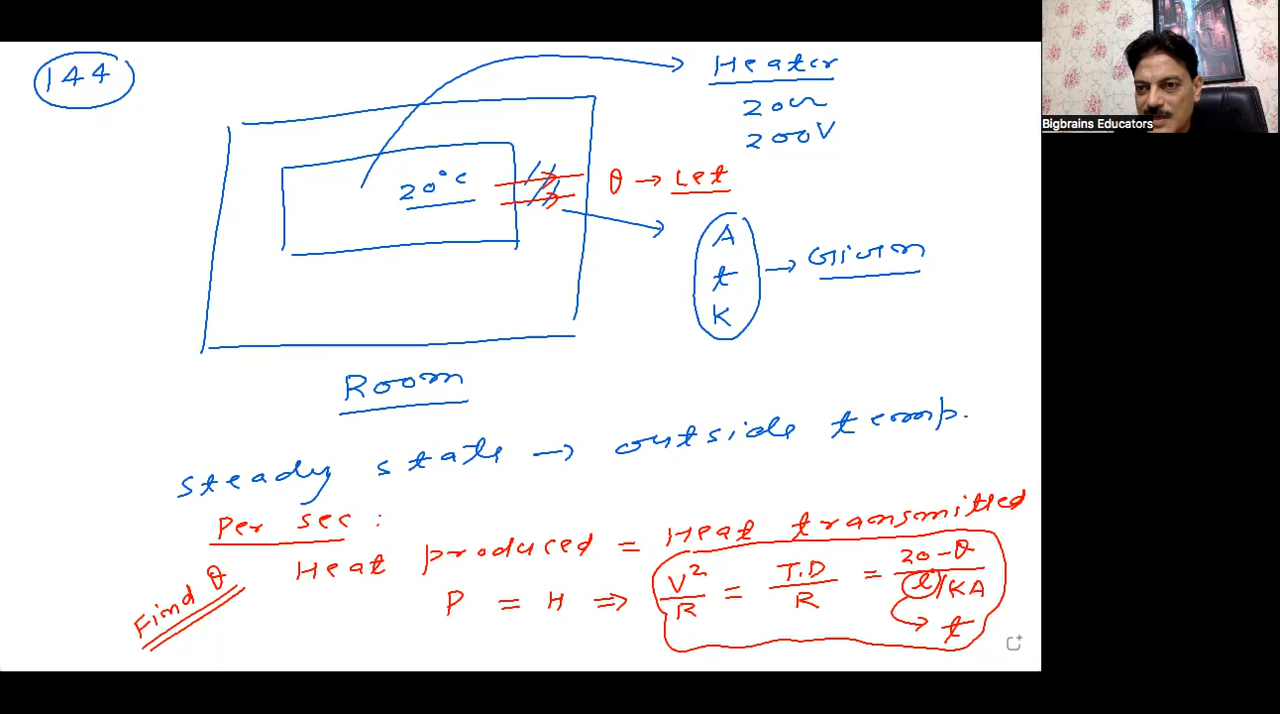 144
Heater
20Ω
200V
20°C
θ → Let
A
t
K
→ Given
Room
steady state → outside temp.
Per sec :
Heat produced = Heat transmitted
Find θ
P = H ⇒ V²/R = T.D/R = 20-θ/l/KA
→ t
Bigbrains Educators